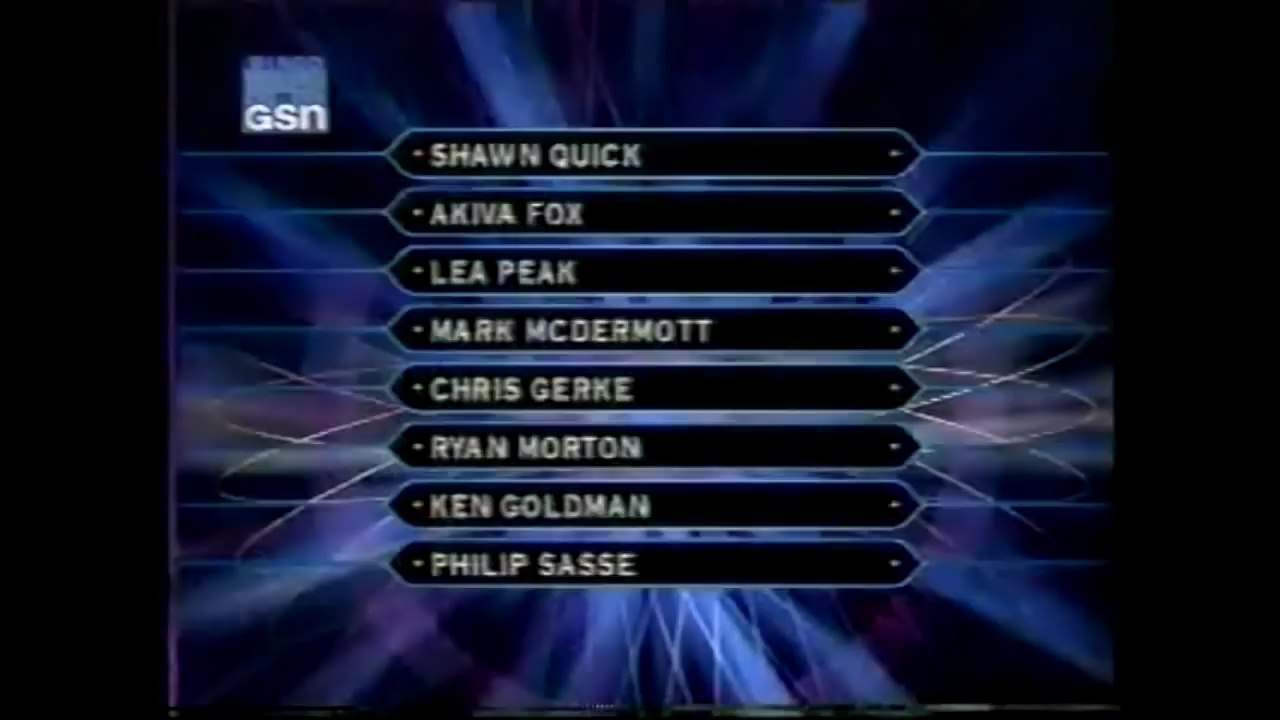 GSN
SHAWN QUICK
AKIVA FOX
LEA PEAK
MARK MCDERMOTT
CHRIS GERKE
RYAN MORTON
KEN GOLDMAN
PHILIP SASSE